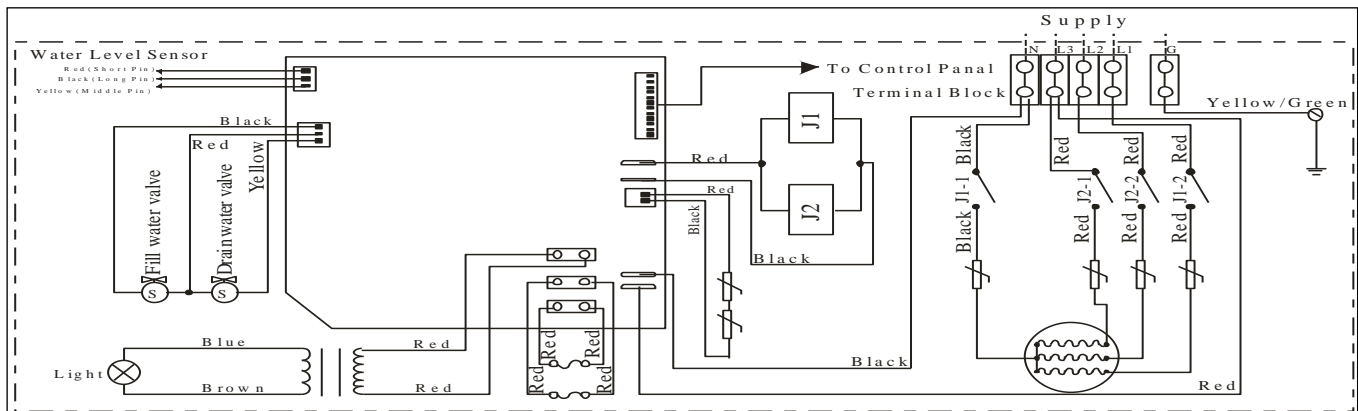 Supply
N L3 L2 L1 G
Water Level Sensor
Red(Short Pin)
Black(Long Pin)
Yellow(Middle Pin)
To Control Panal
Terminal Block
Yellow/Green
Black
Red
Yellow
Fill water valve
Drain water valve
S
S
J1
J2
Red
Black
Red
Black
Black
Red
Red
Red
J1-1
J2-1
J2-2
J1-2
Black
Red
Red
Red
Blue
Brown
Light
Red
Red
Red
Red
Red
Red
Black
Red